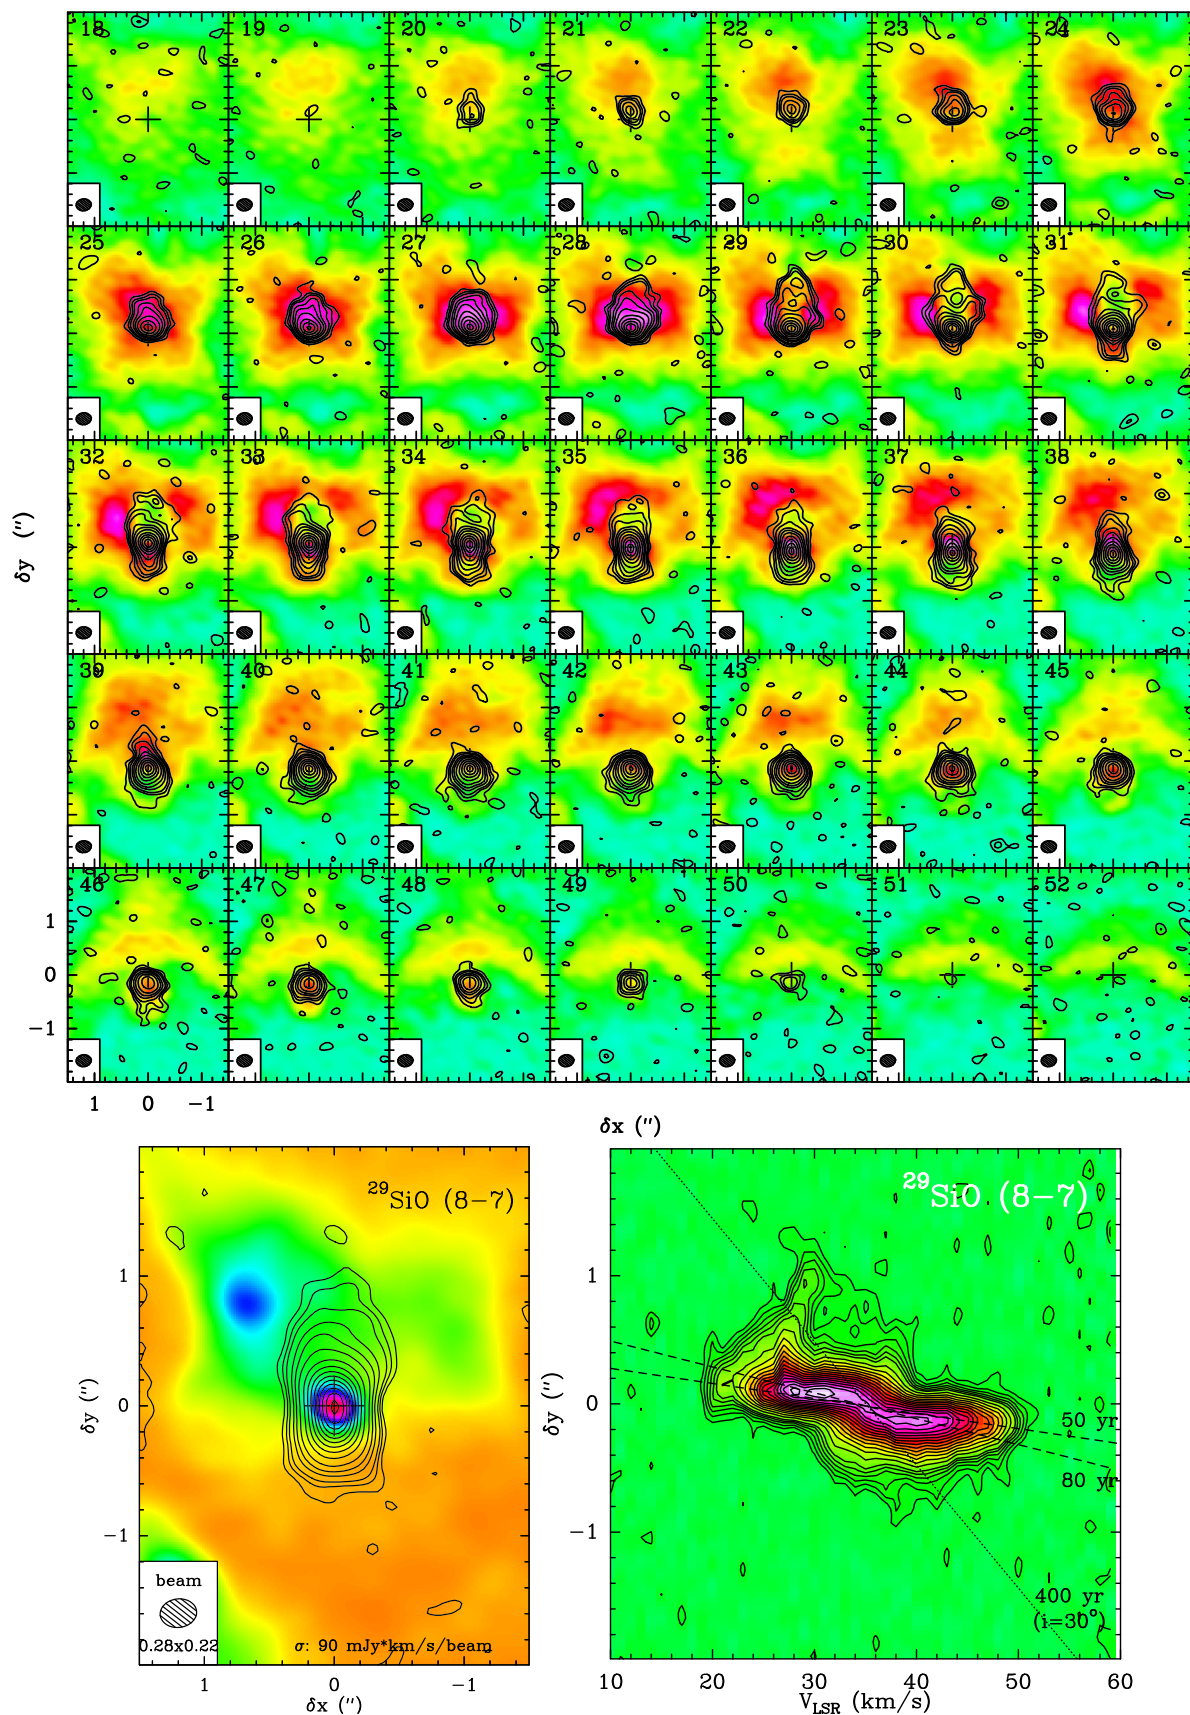 18 19 20 21 22 23 24
25 26 27 28 29 30 31
32 33 34 35 36 37 38
δy (″)
39 40 41 42 43 44 45
46 47 48 49 50 51 52
1
0
−1
1 0 −1
δx (″)
²⁹SiO (8−7)
1
0
−1
δy (″)
beam
0.28x0.22
σ: 90 mJy*km/s/beam
1 0 −1
δx (″)
²⁹SiO (8−7)
1
0
−1
δy (″)
50 yr
80 yr
400 yr
(i=30°)
10 20 30 40 50 60
V_LSR (km/s)